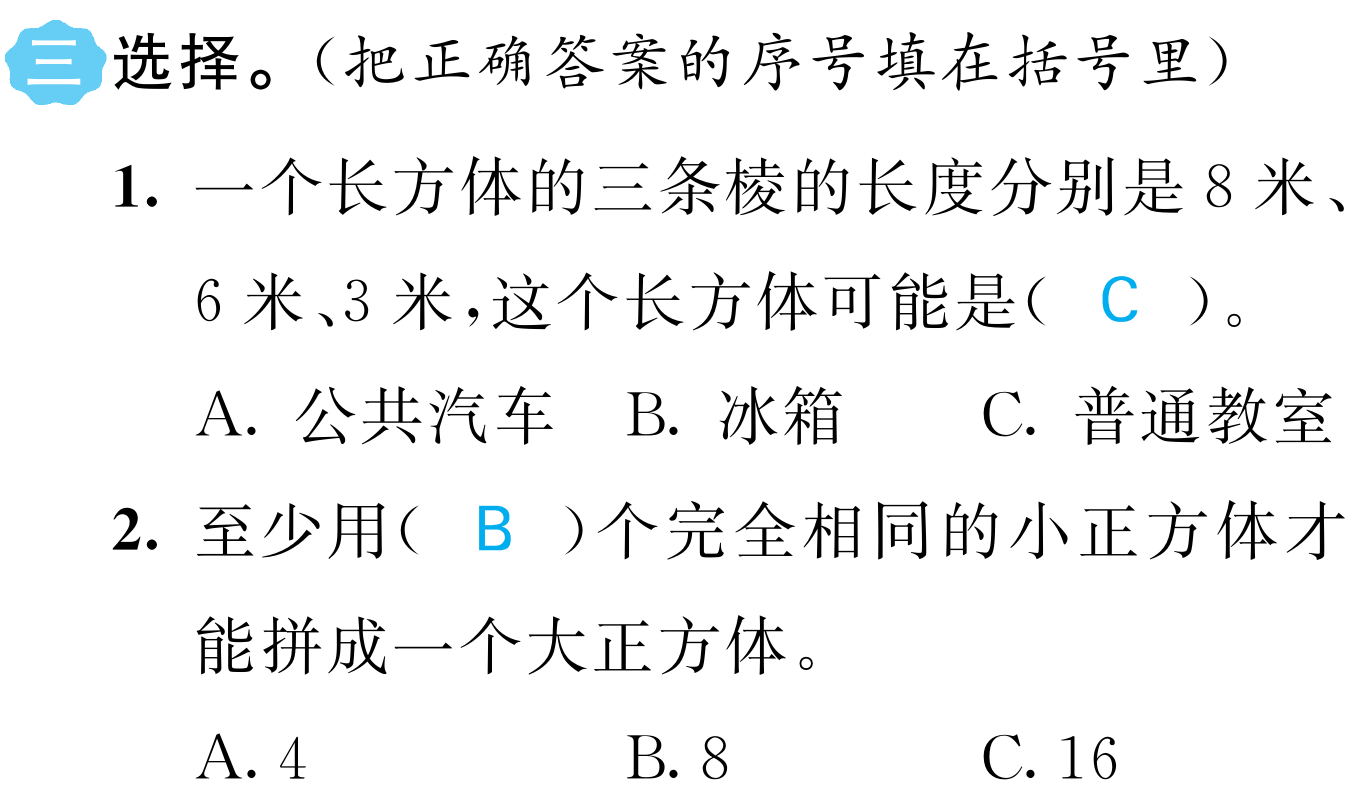 三 选择。（把正确答案的序号填在括号里）
1. 一个长方体的三条棱的长度分别是 8 米、
6 米、3 米，这个长方体可能是（ C ）。
A. 公共汽车 B. 冰箱 C. 普通教室
2. 至少用（ B ）个完全相同的小正方体才
能拼成一个大正方体。
A. 4 B. 8 C. 16